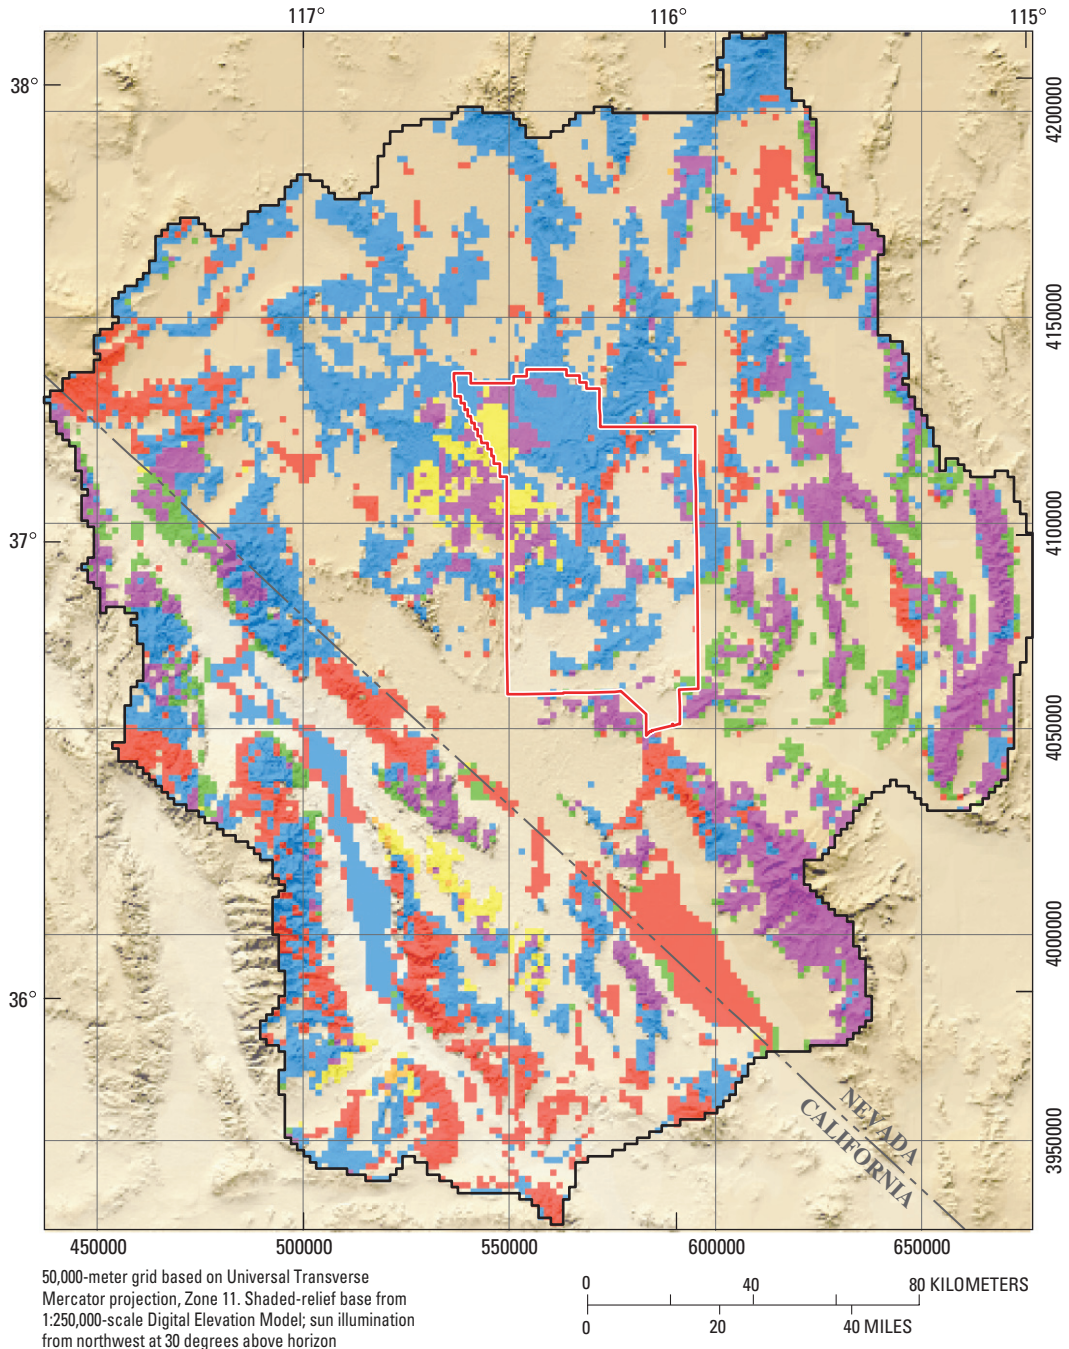 117°
116°
115°
38°
37°
36°
4200000
4150000
4100000
4050000
4000000
3950000
NEVADA
CALIFORNIA
450000
500000
550000
600000
650000
50,000-meter grid based on Universal Transverse
Mercator projection, Zone 11. Shaded-relief base from
1:250,000-scale Digital Elevation Model; sun illumination
from northwest at 30 degrees above horizon
0
40
80 KILOMETERS
0
20
40 MILES